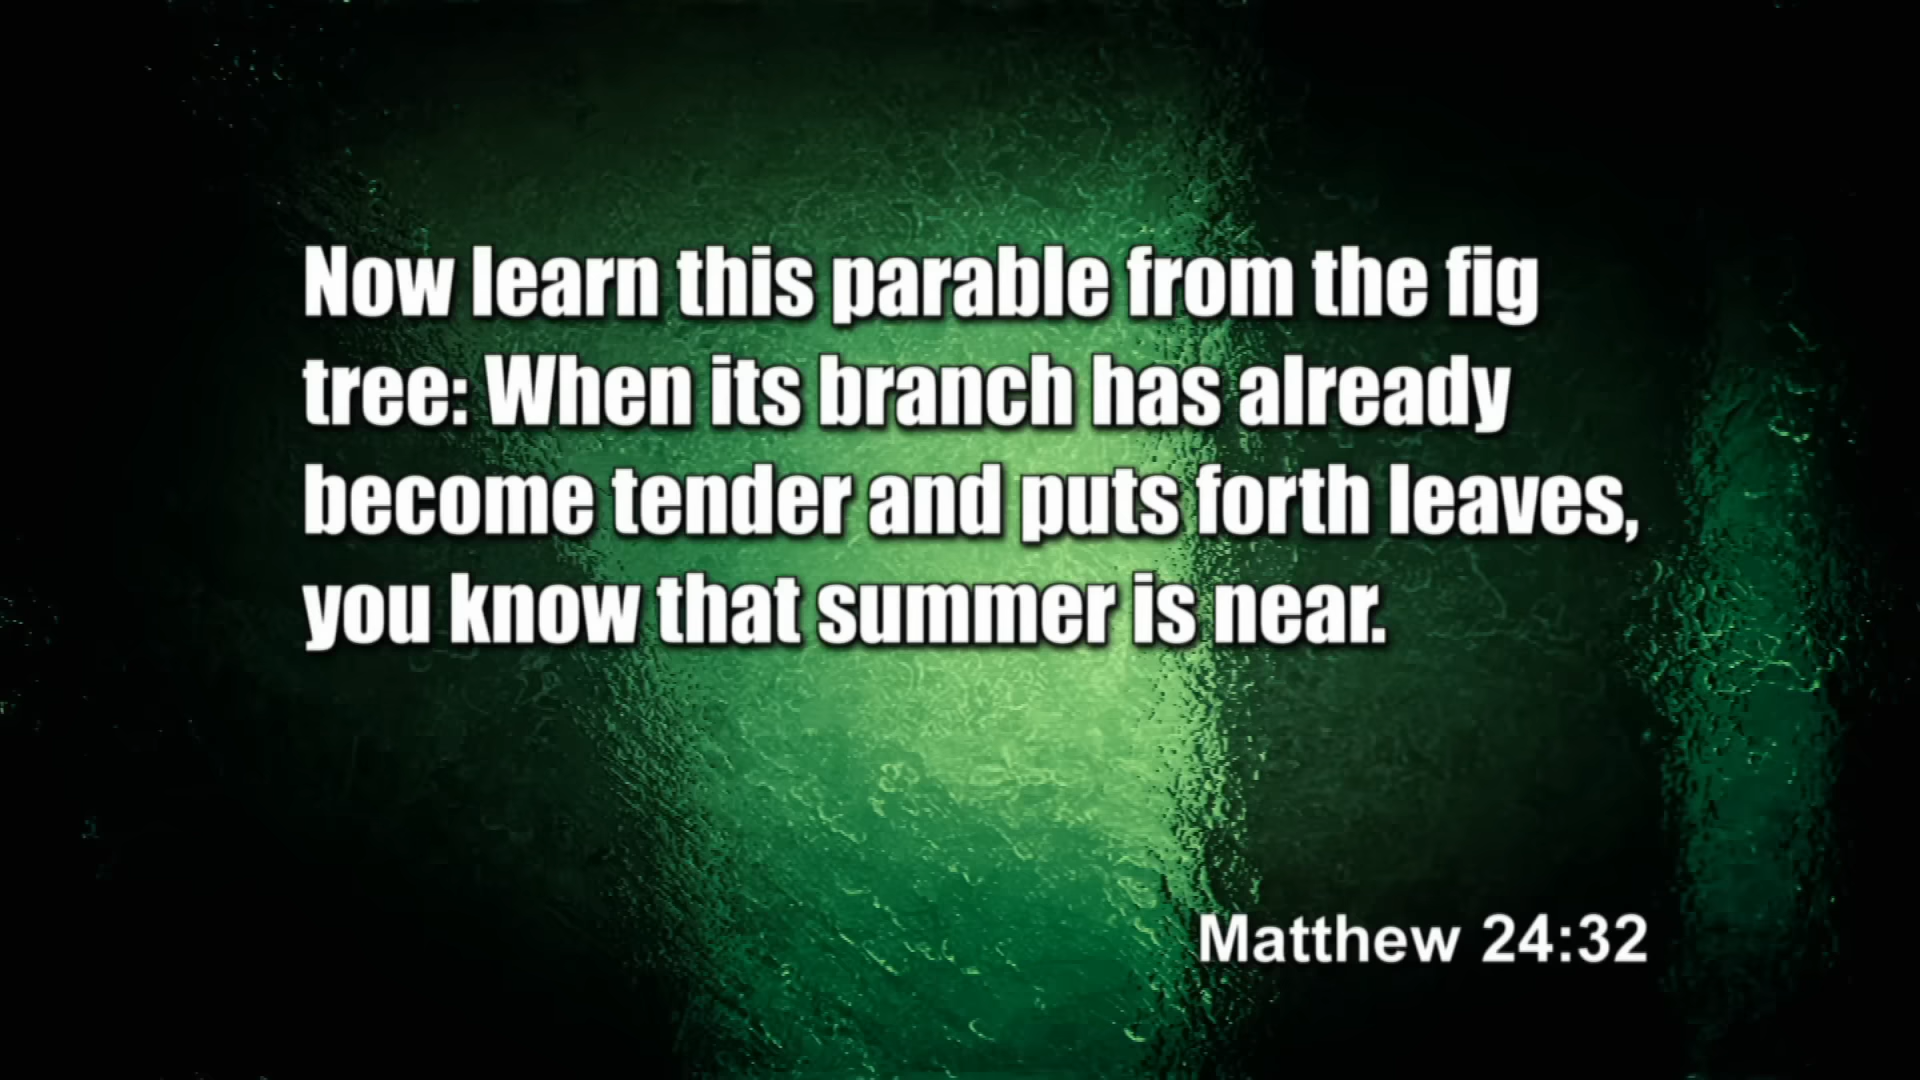 Now learn this parable from the fig
tree: When its branch has already
become tender and puts forth leaves,
you know that summer is near.
Matthew 24:32